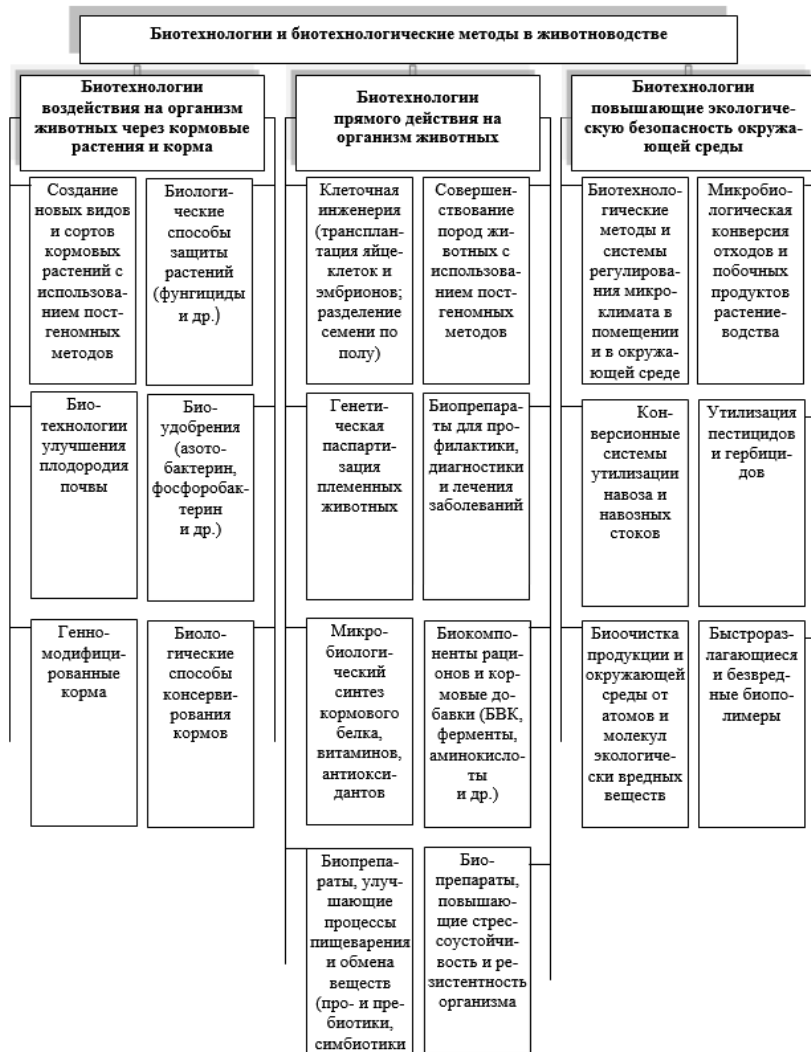 Биотехнологии и биотехнологические методы в животноводстве
Биотехнологии
воздействия на организм
животных через кормовые
растения и корма
Создание
новых видов
и сортов
кормовых
растений с
использова-
нием пост-
геномных
методов
Биологи-
ческие
способы
защиты
растений
(фунгициды
и др.)
Био-
технологии
улучшения
плодородия
почвы
Био-
удобрения
(азото-
бактерин,
фосфоробак-
терин
и др.)
Генно-
модифици-
рованные
корма
Биоло-
гические
способы
консерви-
рования
кормов
Биотехнологии
прямого действия на
организм животных
Клеточная
инженерия
(трансплан-
тация яйце-
клеток и
эмбрионов;
разделение
семени по
полу)
Совершен-
ствование
пород жи-
вотных с
использова-
нием пост-
геномных
методов
Генети-
ческая
паспарти-
зация
племенных
животных
Биопрепа-
раты для про-
филактики,
диагностики
и лечения
заболеваний
Микро-
биологи-
ческий
синтез
кормового
белка,
витаминов,
антиокси-
дантов
Биокомпо-
ненты раци-
онов и кор-
мовые до-
бавки (БВК,
ферменты,
аминокисло-
ты
и др.)
Биопрепа-
раты, улуч-
шающие
процессы
пищеварения
и обмена
веществ
(про- и пре-
биотики,
симбиотики
Био-
препараты,
повышаю-
щие стрес-
соустойчи-
вость и ре-
зистентность
организма
Биотехнологии
повышающие экологиче-
скую безопасность окружа-
ющей среды
Биотехноло-
гические
методы и
системы
регулирова-
ния микро-
климата в
помещении
и в окружа-
ющей среде
Микробио-
логическая
конверсия
отходов и
побочных
продуктов
растение-
водства
Кон-
версионные
системы
утилизации
навоза и
навозных
стоков
Утилизация
пестицидов
и герби-
цидов
Биоочистка
продукции и
окружающей
среды от
атомов и
молекул
экологиче-
ски вредных
веществ
Быстрораз-
лагающиеся
и безвред-
ные биопо-
лимеры